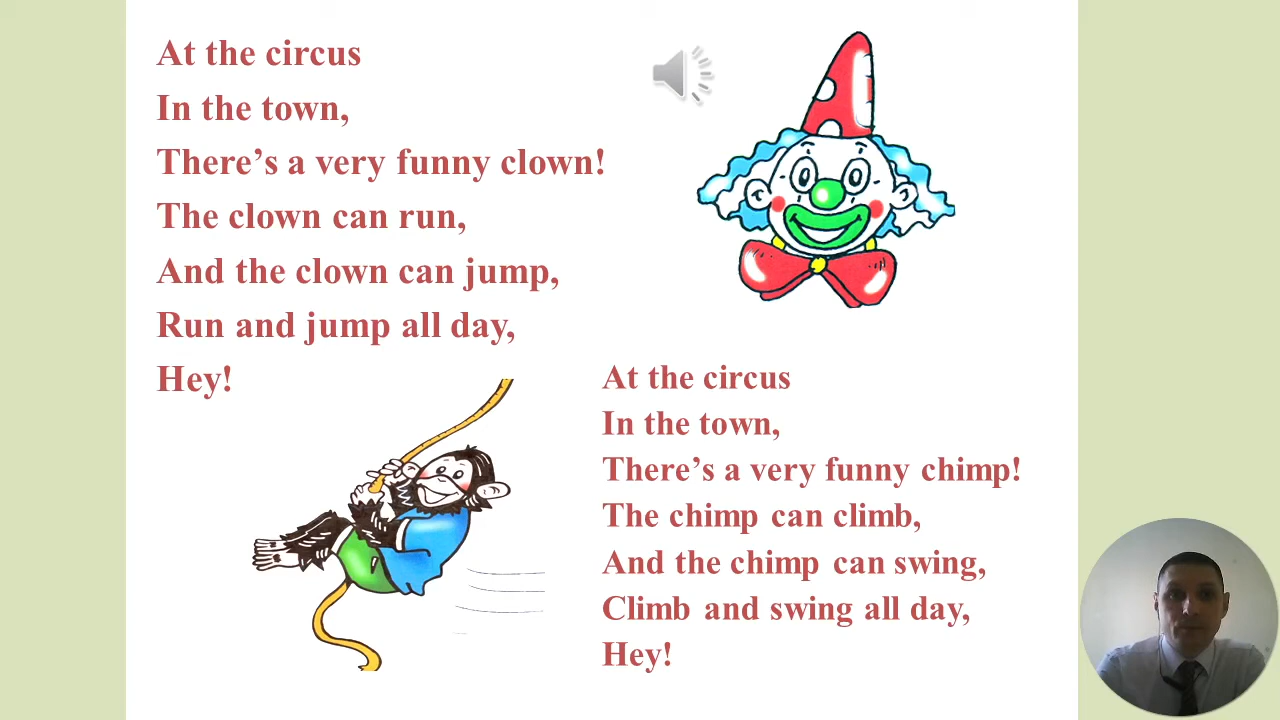 At the circus
In the town,
There’s a very funny clown!
The clown can run,
And the clown can jump,
Run and jump all day,
Hey!
At the circus
In the town,
There’s a very funny chimp!
The chimp can climb,
And the chimp can swing,
Climb and swing all day,
Hey!